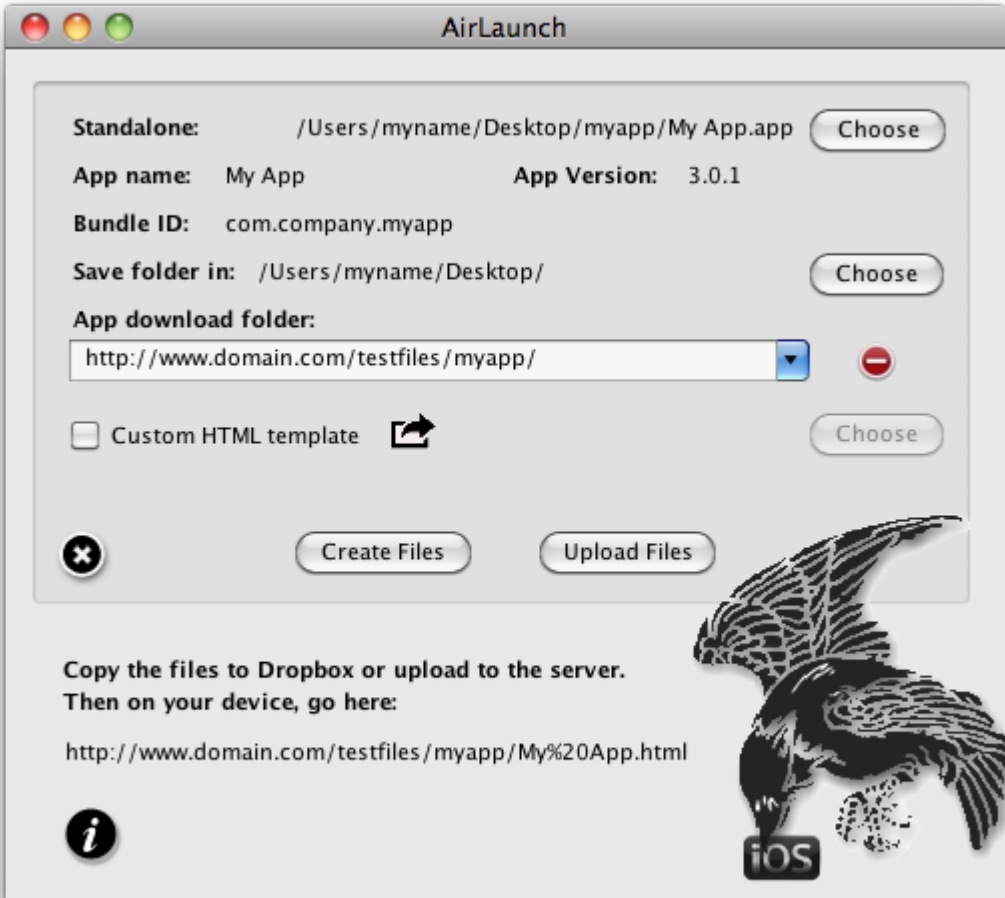 AirLaunch
Standalone: /Users/myname/Desktop/myapp/My App.app Choose
App name: My App App Version: 3.0.1
Bundle ID: com.company.myapp
Save folder in: /Users/myname/Desktop/ Choose
App download folder:
http://www.domain.com/testfiles/myapp/
Custom HTML template Choose
Create Files Upload Files
Copy the files to Dropbox or upload to the server.
Then on your device, go here:
http://www.domain.com/testfiles/myapp/My%20App.html
i
iOS